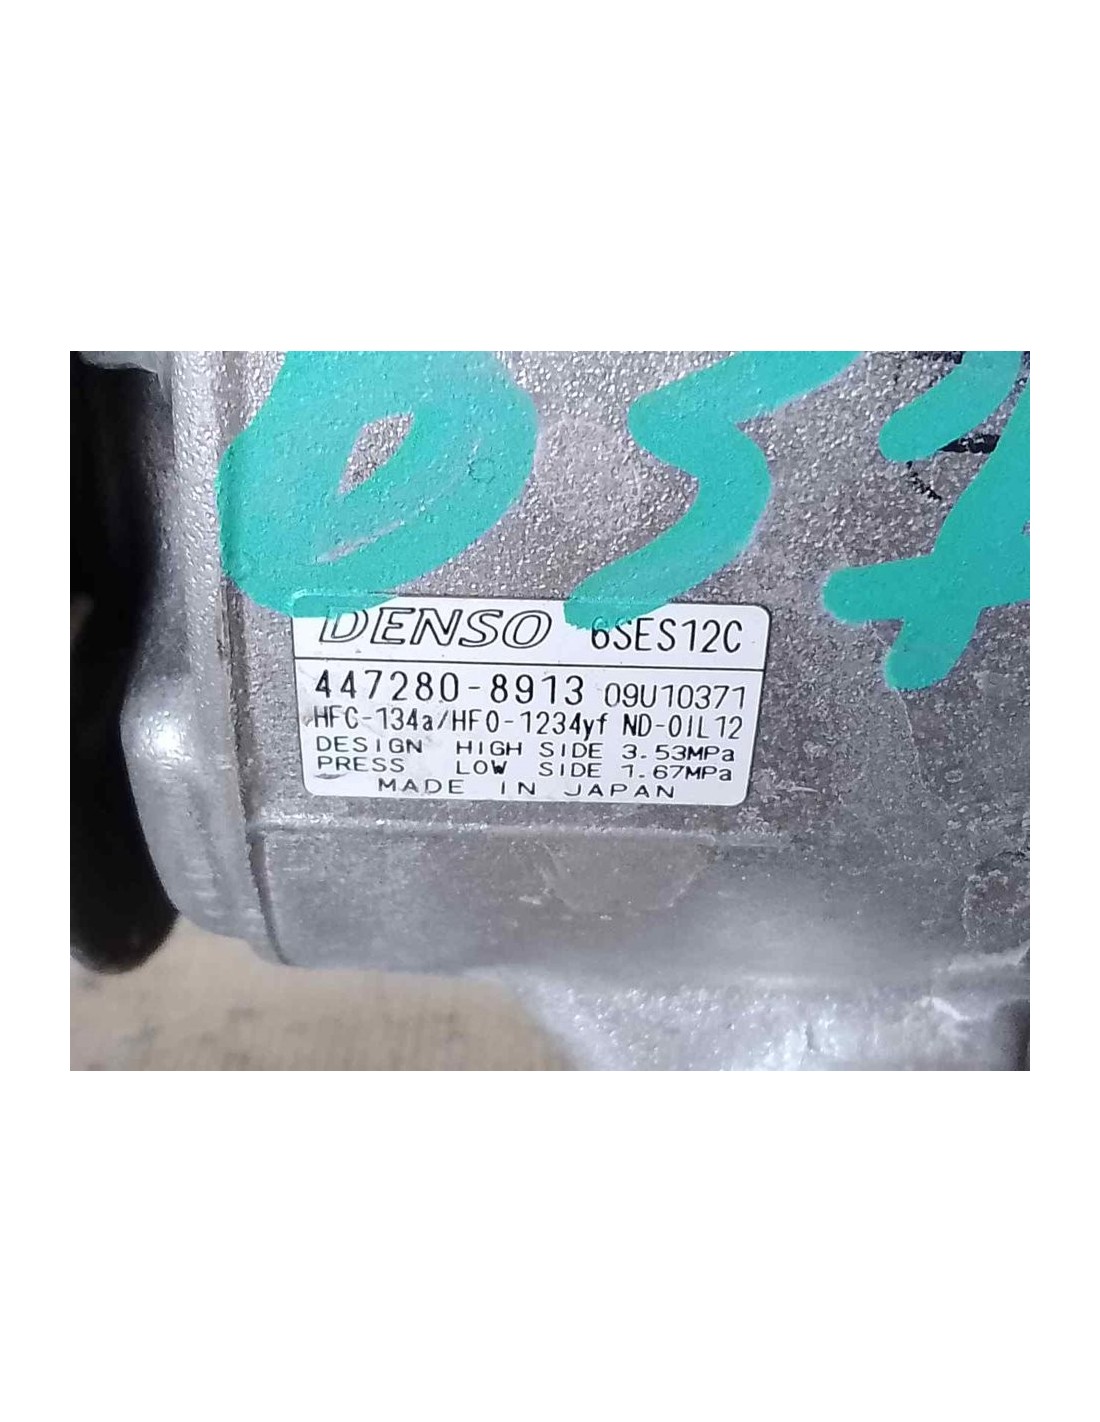 DENSO 6SES12C
447280-8913 09U10371
HFC-134a/HFO-1234yf ND-OIL12
DESIGN HIGH SIDE 3.53MPa
PRESS LOW SIDE 1.67MPa
MADE IN JAPAN